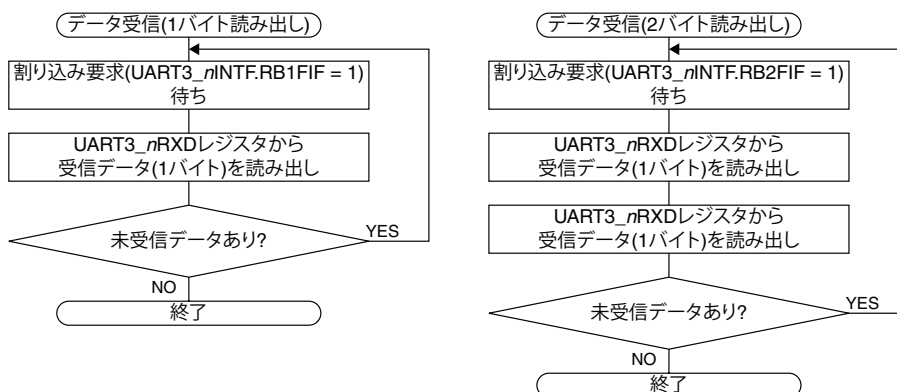 データ受信(1バイト読み出し)
割り込み要求(UART3_nINTF.RB1FIF = 1)
待ち
UART3_nRXDレジスタから
受信データ(1バイト)を読み出し
未受信データあり?
YES
NO
終了
データ受信(2バイト読み出し)
割り込み要求(UART3_nINTF.RB2FIF = 1)
待ち
UART3_nRXDレジスタから
受信データ(1バイト)を読み出し
UART3_nRXDレジスタから
受信データ(1バイト)を読み出し
未受信データあり?
YES
NO
終了